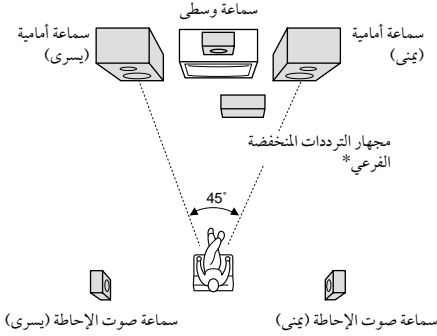 سماعة وسطى
سماعة أمامية
(يمنى)
سماعة أمامية
(يسرى)
مجهار الترددات المنخفضة
الفرعي*
45˚
سماعة صوت الإحاطة (يمنى)
سماعة صوت الإحاطة (يسرى)